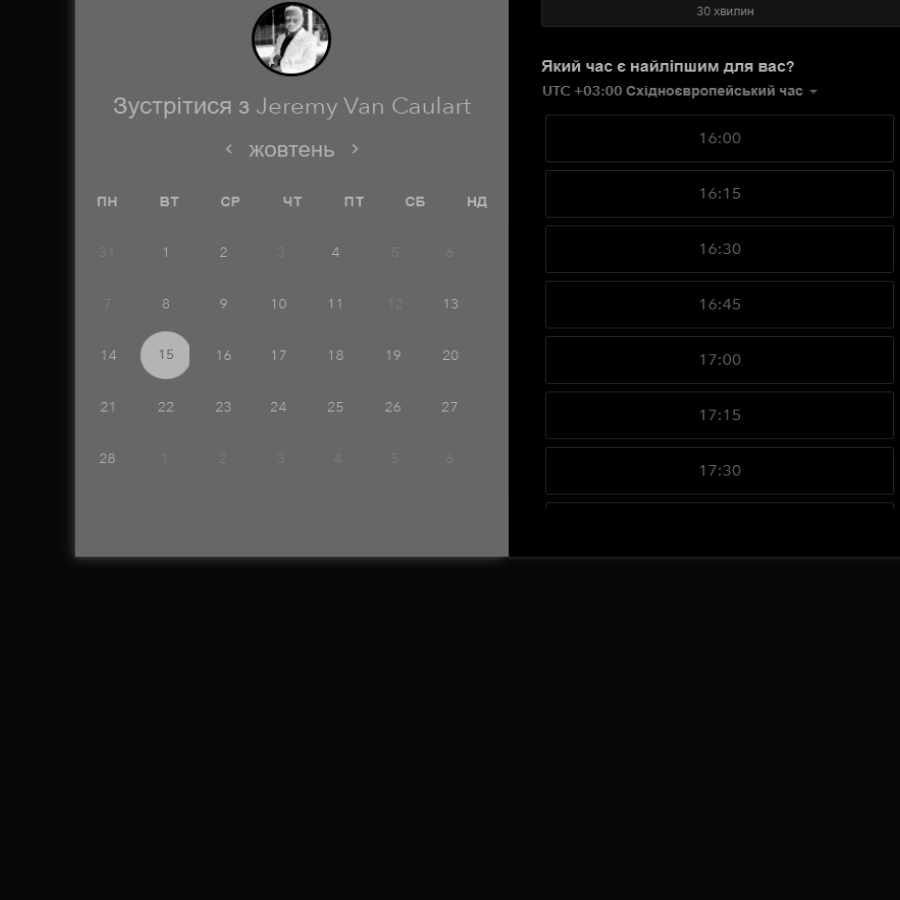 Зустрітися з Jeremy Van Caulart
жовтень
ПН ВТ СР ЧТ ПТ СБ НД
31 1 2 3 4 5 6
7 8 9 10 11 12 13
14 15 16 17 18 19 20
21 22 23 24 25 26 27
28 1 2 3 4 5 6
30 хвилин
Який час є найліпшим для вас?
UTC +03:00 Східноєвропейський час
16:00
16:15
16:30
16:45
17:00
17:15
17:30